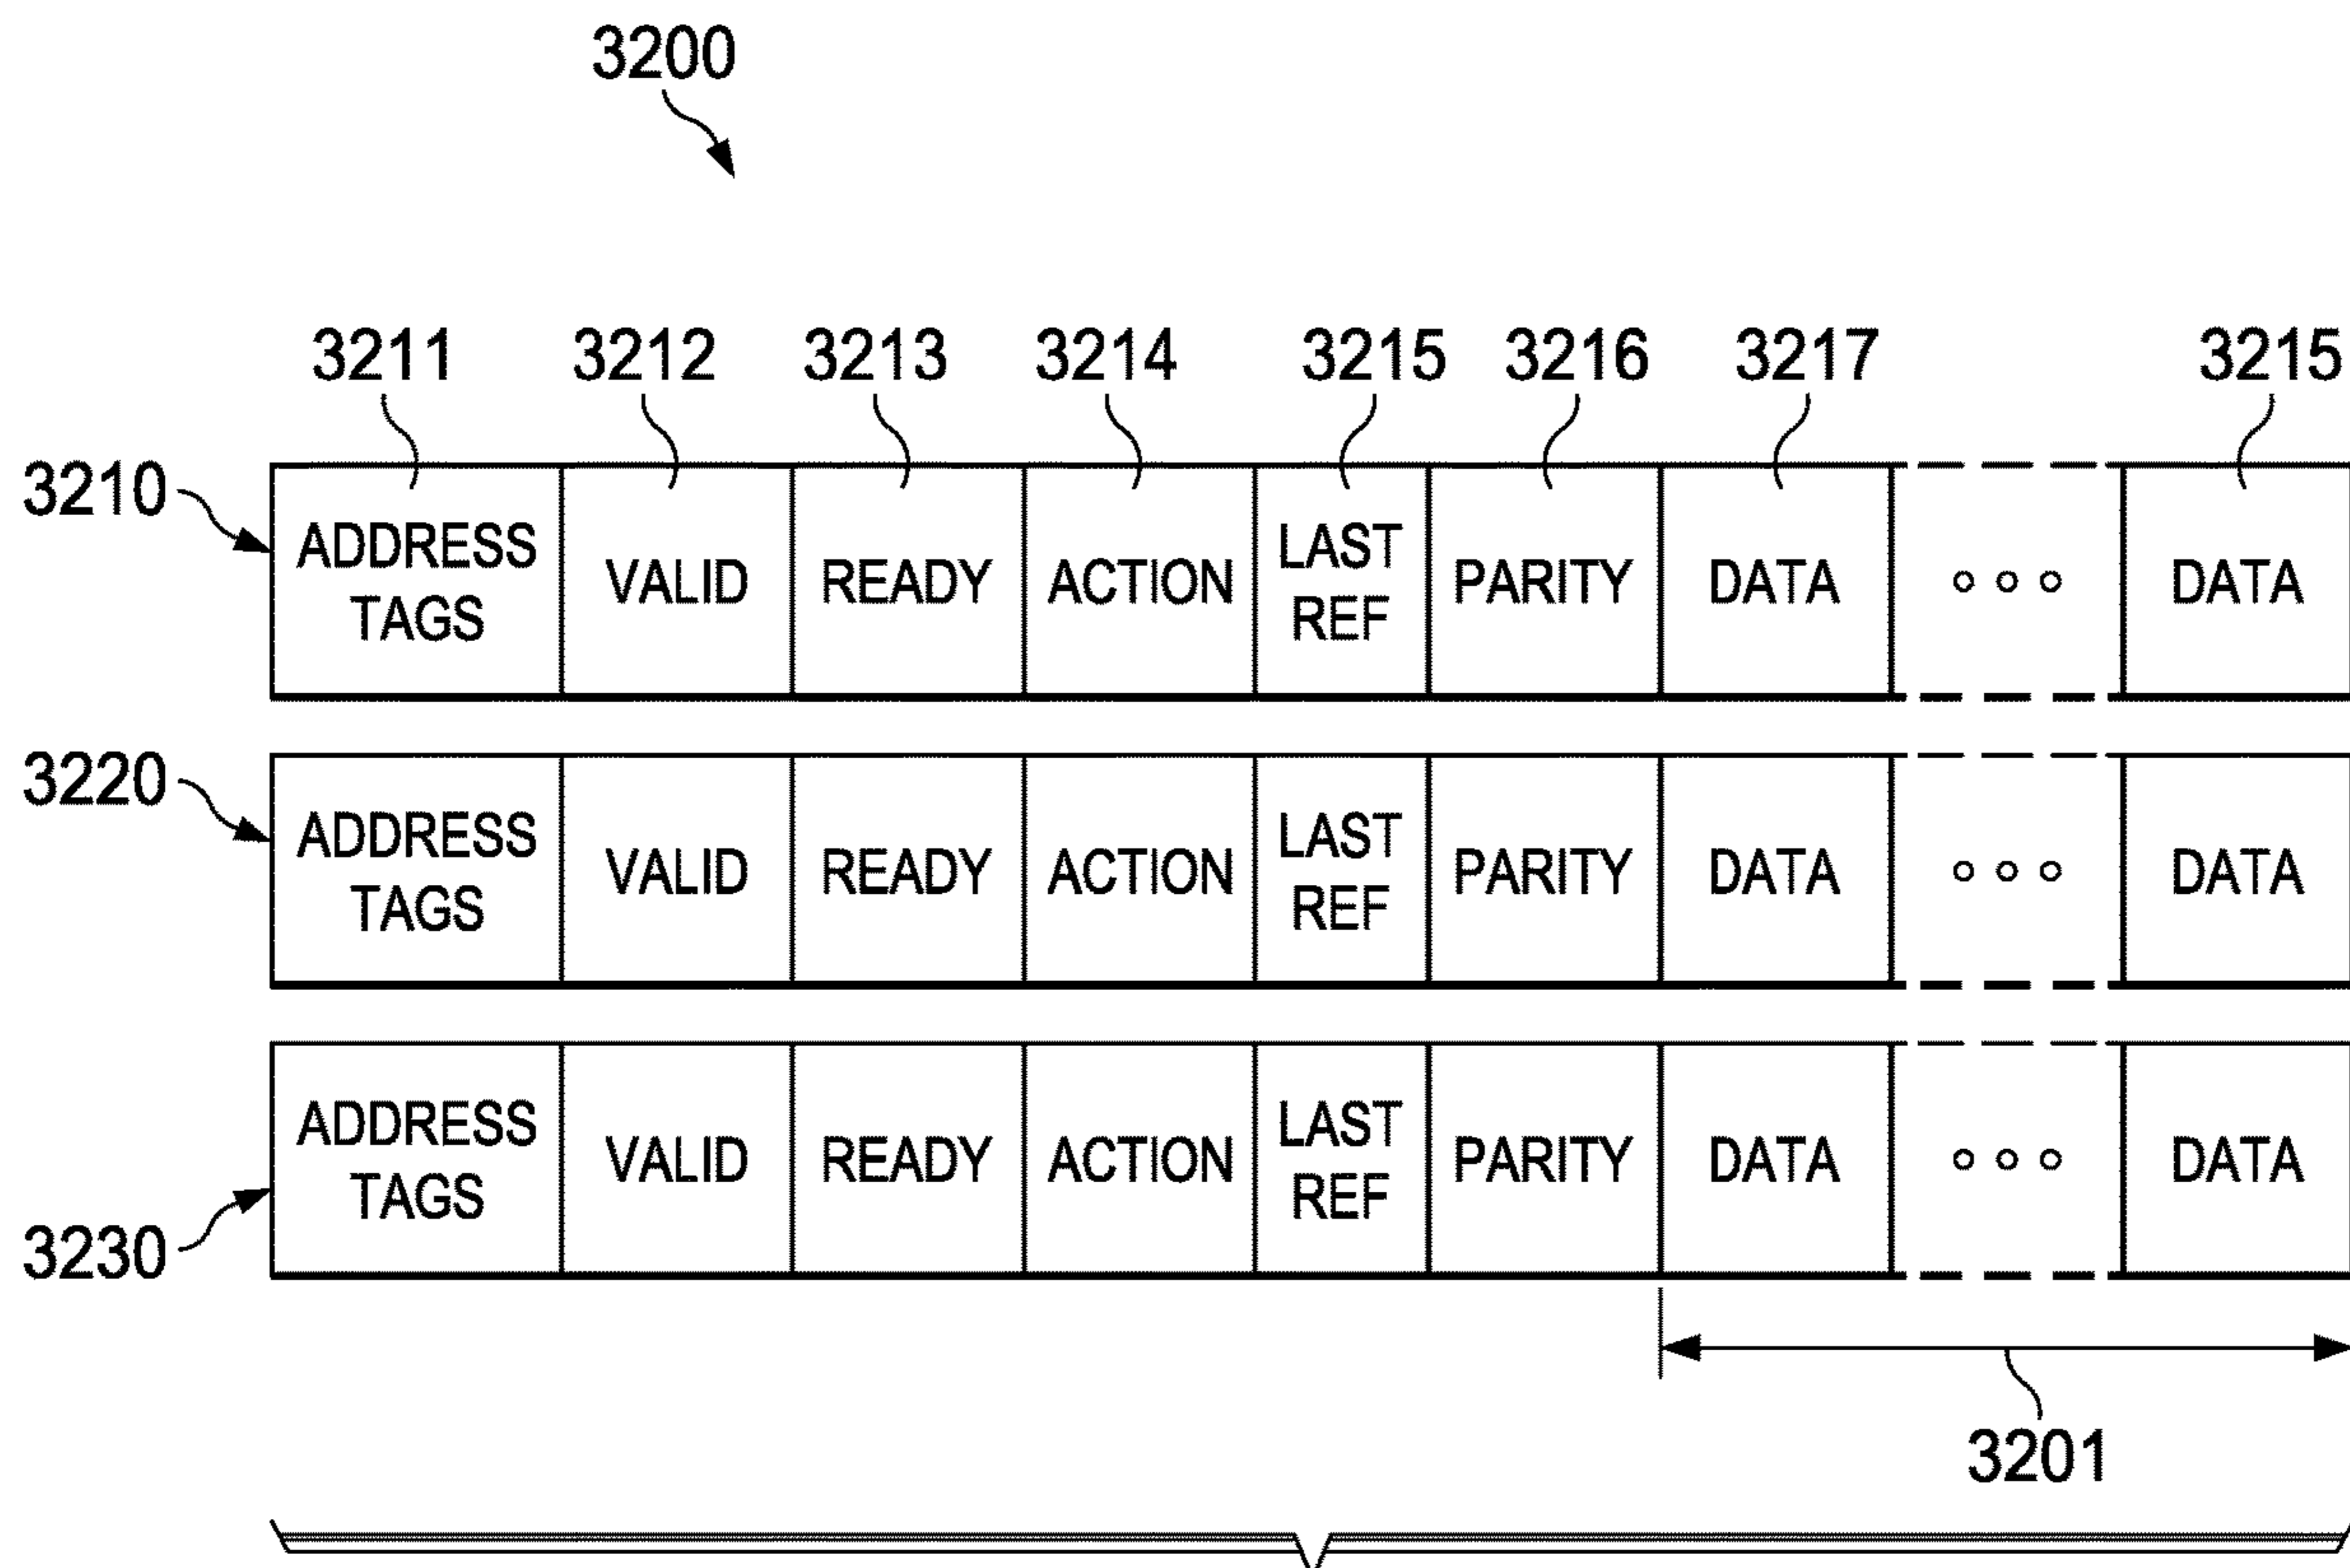 3200
3211 3212 3213 3214 3215 3216 3217 3215
3210
ADDRESS TAGS VALID READY ACTION LAST REF PARITY DATA ○ ○ ○ DATA
3220
ADDRESS TAGS VALID READY ACTION LAST REF PARITY DATA ○ ○ ○ DATA
3230
ADDRESS TAGS VALID READY ACTION LAST REF PARITY DATA ○ ○ ○ DATA
3201